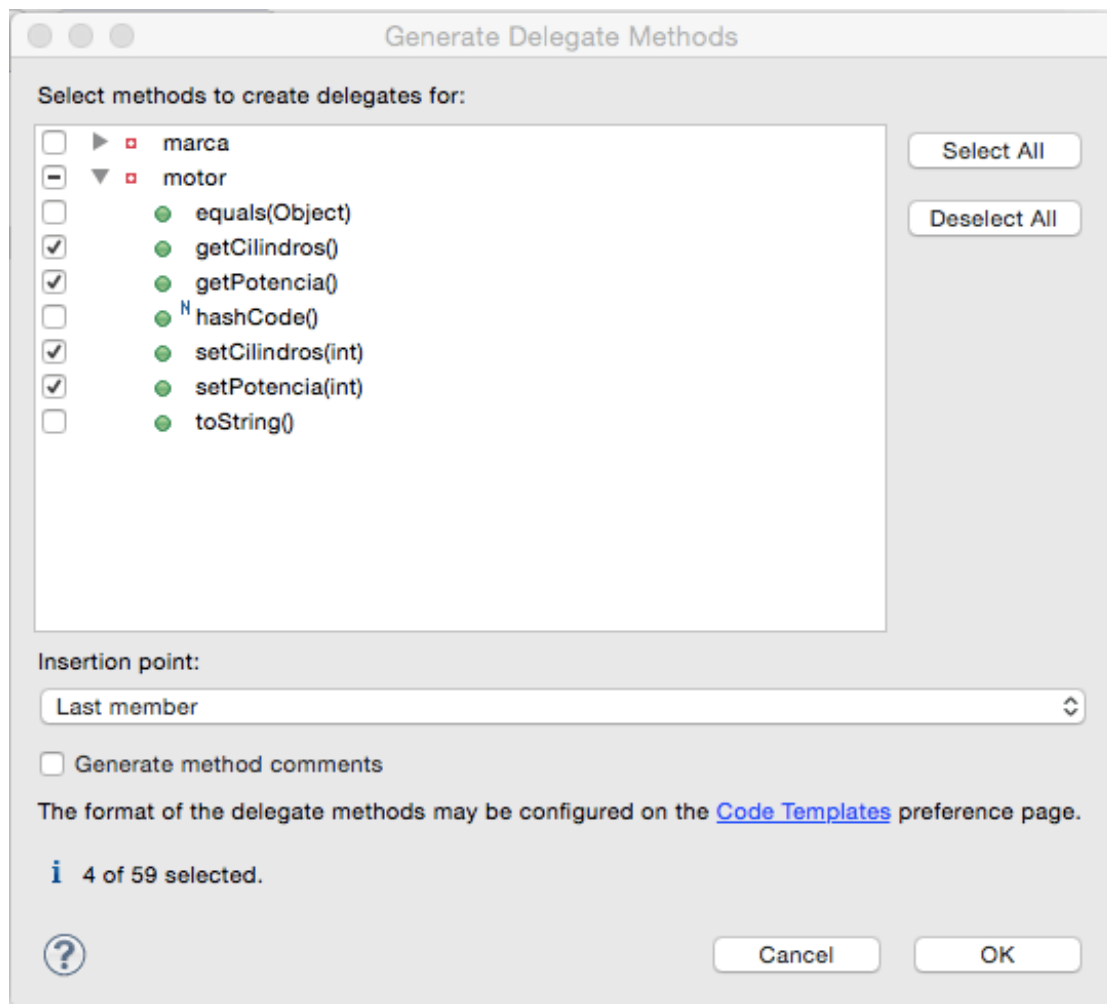 Generate Delegate Methods
Select methods to create delegates for:
marca
Select All
motor
equals(Object)
Deselect All
getCilindros()
getPotencia()
N hashCode()
setCilindros(int)
setPotencia(int)
toString()
Insertion point:
Last member
Generate method comments
The format of the delegate methods may be configured on the Code Templates preference page.
i 4 of 59 selected.
? Cancel OK